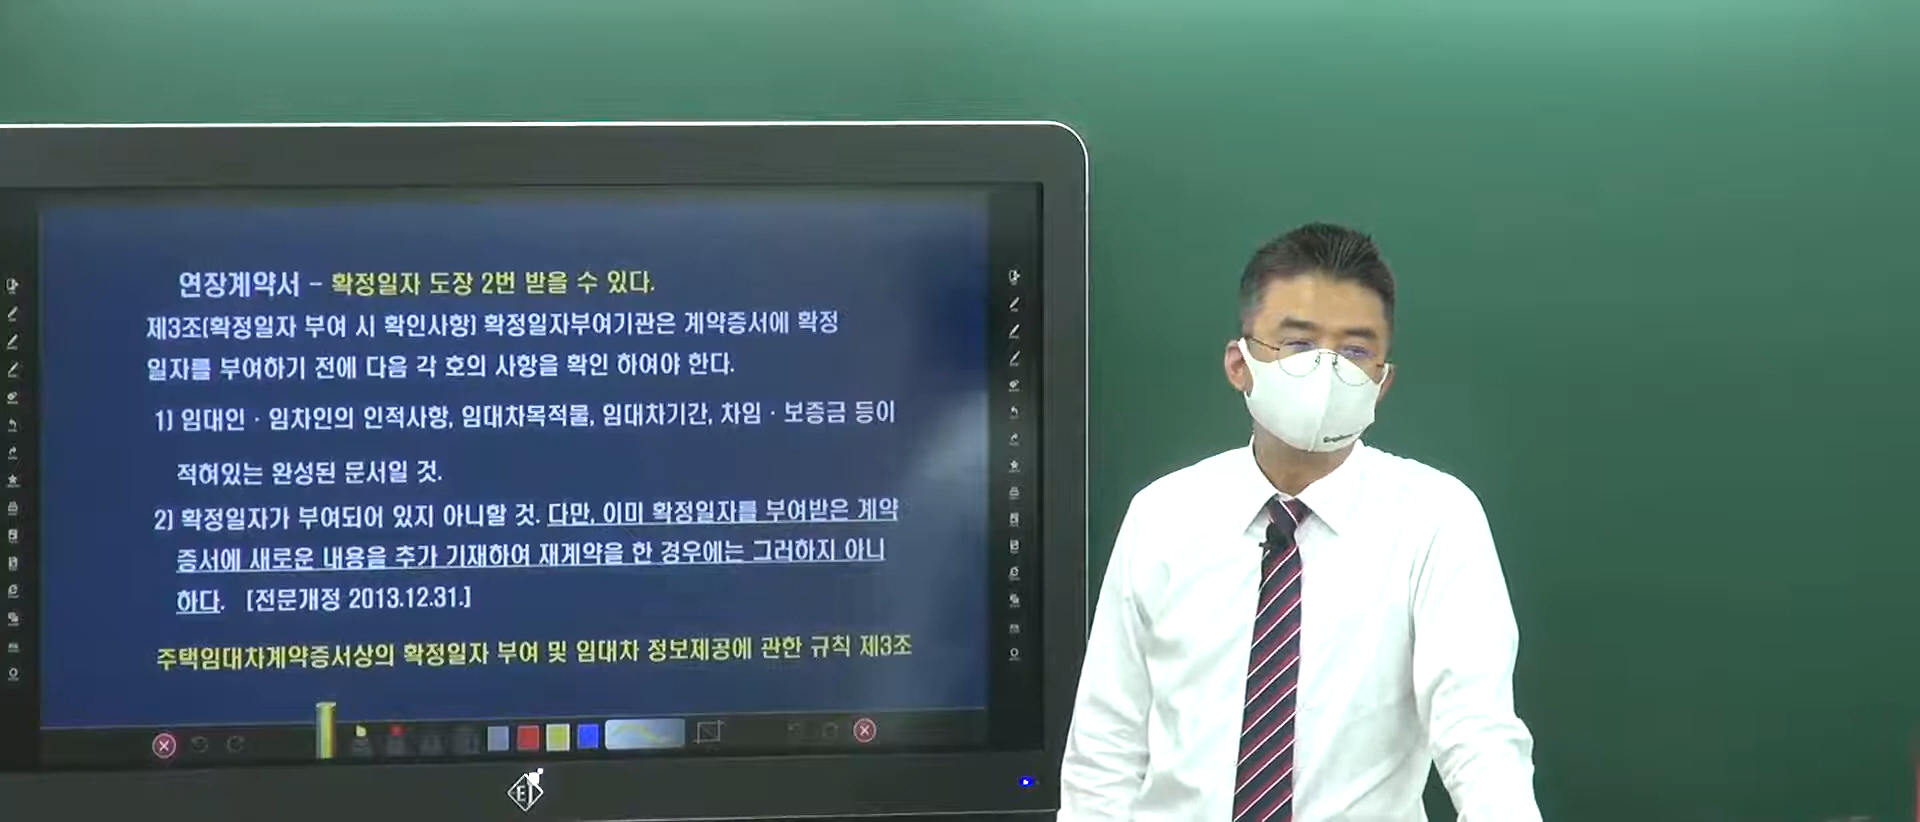 연장계약서 - 확정일자 도장 2번 받을 수 있다.
제3조[확정일자 부여 시 확인사항] 확정일자부여기관은 계약증서에 확정
일자를 부여하기 전에 다음 각 호의 사항을 확인 하여야 한다.
1) 임대인 · 임차인의 인적사항, 임대차목적물, 임대차기간, 차임 · 보증금 등이
적혀있는 완성된 문서일 것.
2) 확정일자가 부여되어 있지 아니할 것. 다만, 이미 확정일자를 부여받은 계약
증서에 새로운 내용을 추가 기재하여 재계약을 한 경우에는 그러하지 아니
하다. [전문개정 2013.12.31.]
주택임대차계약증서상의 확정일자 부여 및 임대차 정보제공에 관한 규칙 제3조